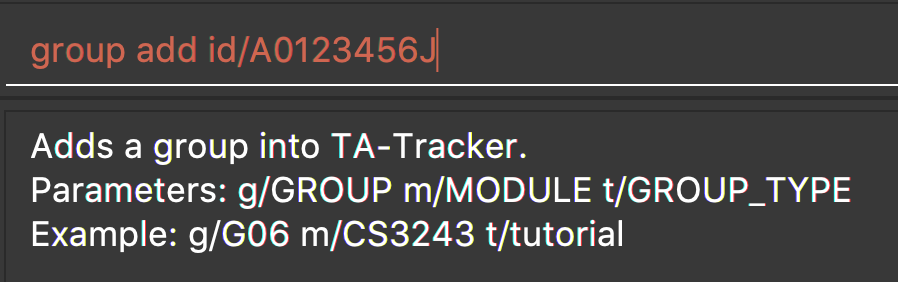 group add id/A0123456J
Adds a group into TA-Tracker.
Parameters: g/GROUP m/MODULE t/GROUP_TYPE
Example: g/G06 m/CS3243 t/tutorial